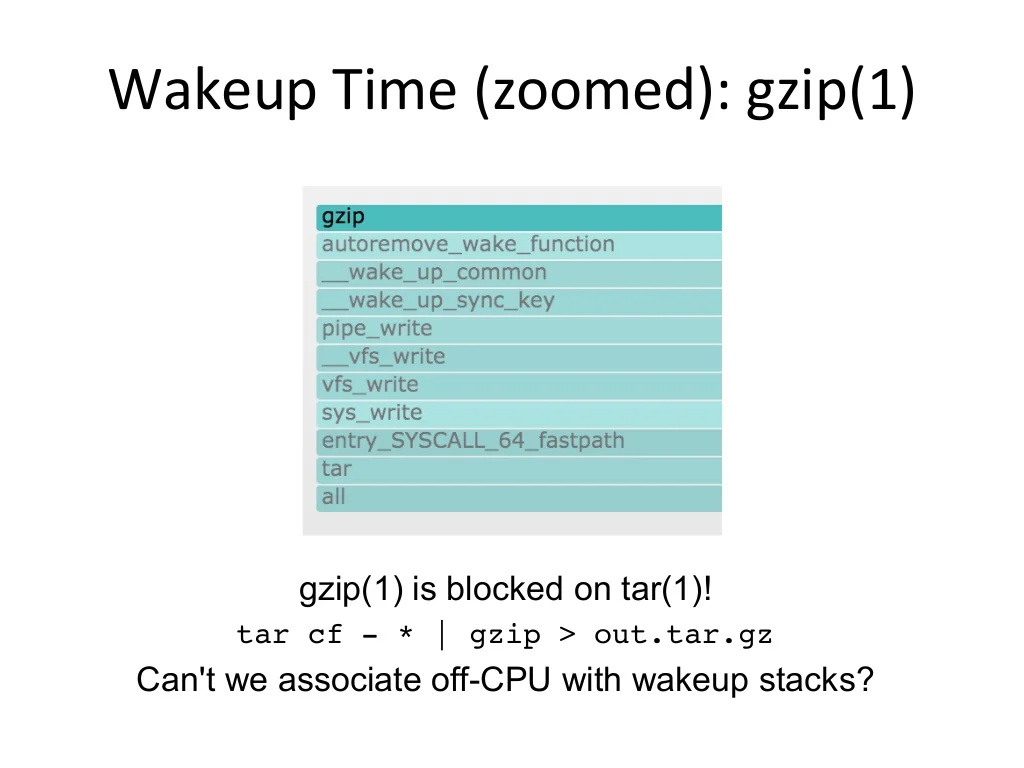 Wakeup Time (zoomed): gzip(1)
gzip
autoremove_wake_function
__wake_up_common
__wake_up_sync_key
pipe_write
__vfs_write
vfs_write
sys_write
entry_SYSCALL_64_fastpath
tar
all
gzip(1) is blocked on tar(1)!
tar cf - * | gzip > out.tar.gz
Can't we associate off-CPU with wakeup stacks?